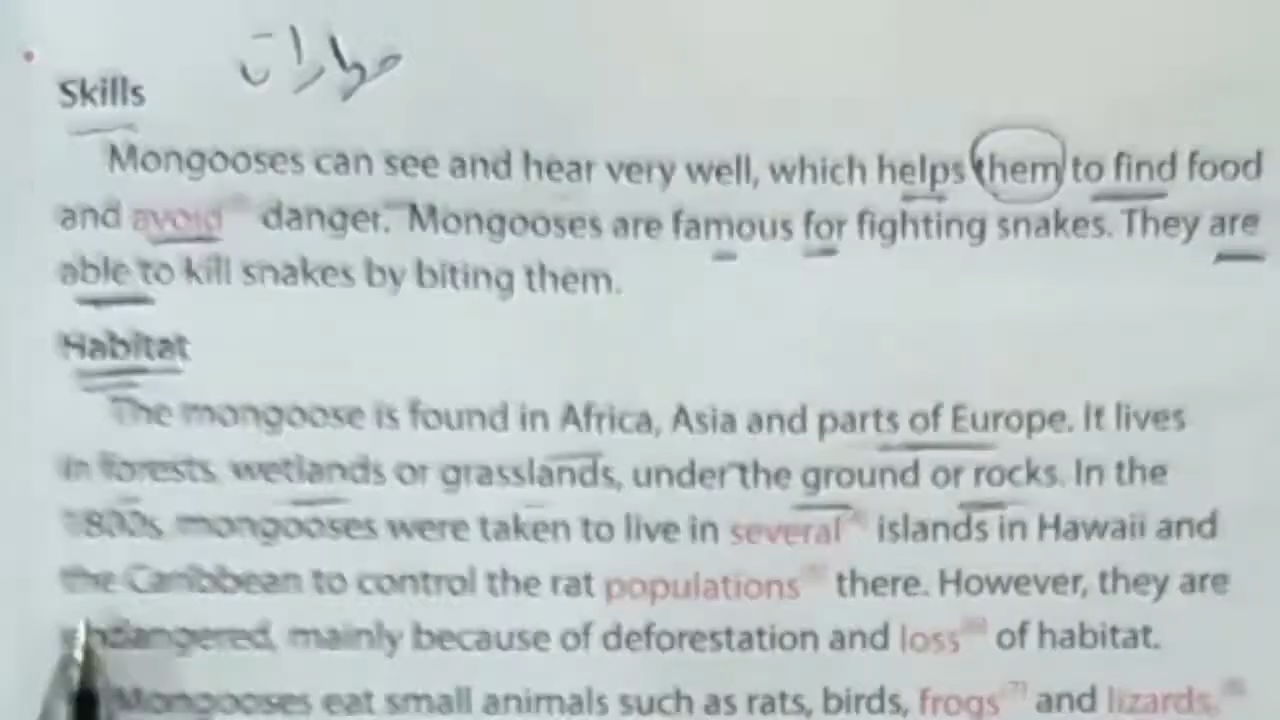 مهارات
Skills
Mongooses can see and hear very well, which helps them to find food
and avoid danger. Mongooses are famous for fighting snakes. They are
able to kill snakes by biting them.
Habitat
The mongoose is found in Africa, Asia and parts of Europe. It lives
in forests, wetlands or grasslands, under the ground or rocks. In the
1800s, mongooses were taken to live in several islands in Hawaii and
the Caribbean to control the rat populations there. However, they are
endangered, mainly because of deforestation and loss of habitat.
Mongooses eat small animals such as rats, birds, frogs (7) and lizards.